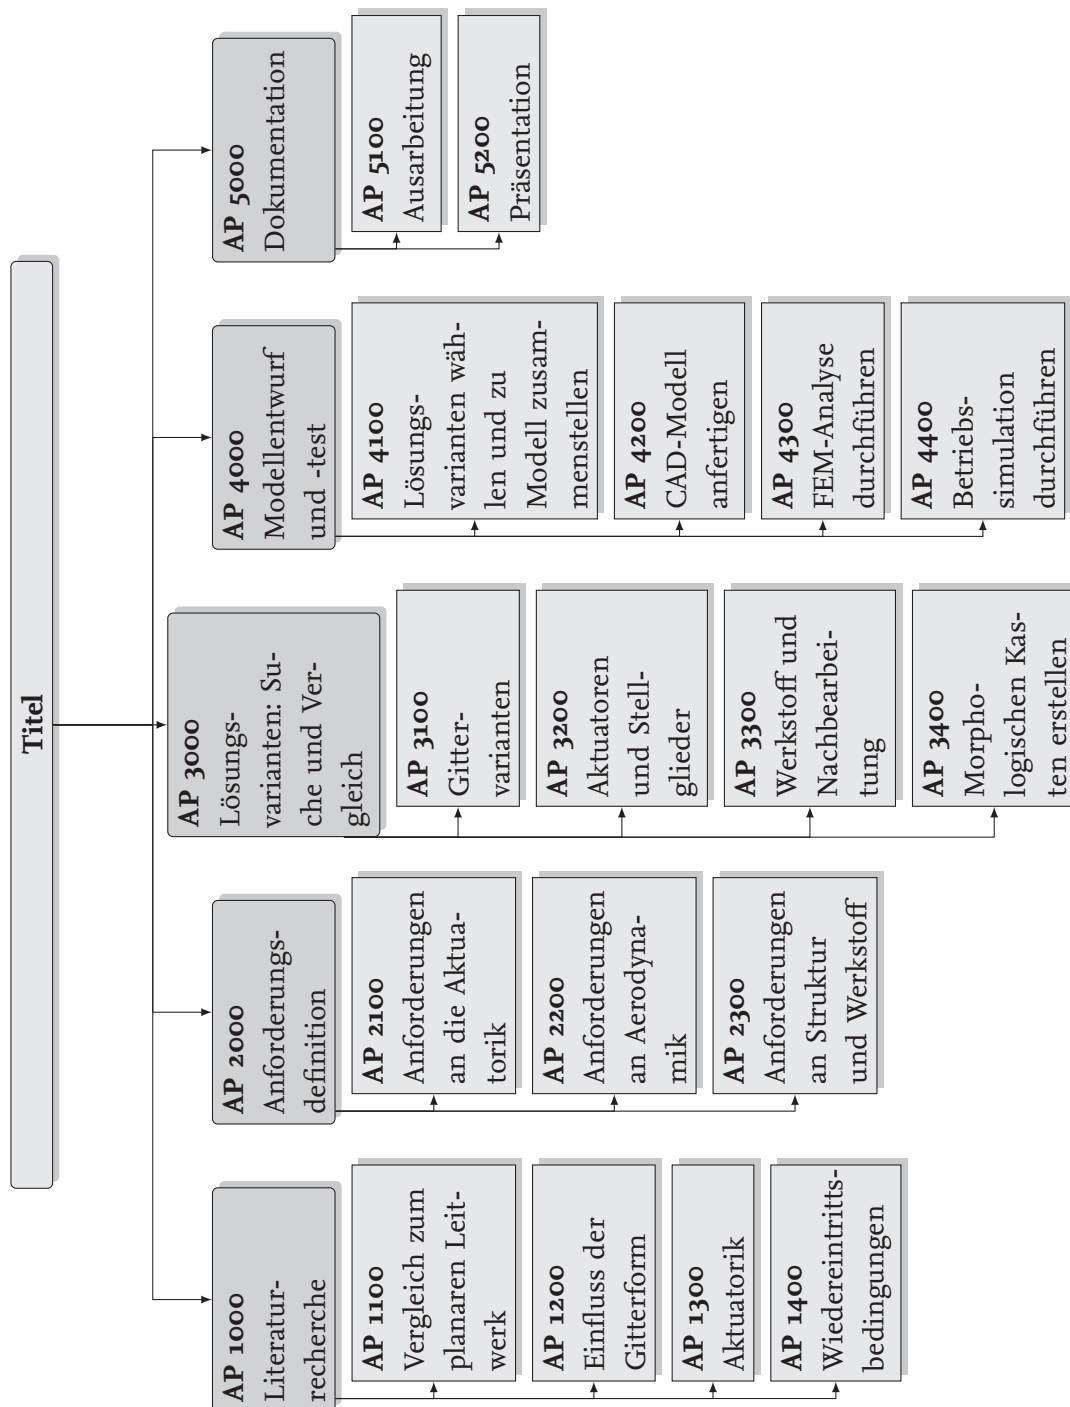 Titel
AP 1000
Literatur-
recherche
AP 1100
Vergleich zum
planaren Leit-
werk
AP 1200
Einfluss der
Gitterform
AP 1300
Aktuatorik
AP 1400
Wiedereintritts-
bedingungen
AP 2000
Anforderungs-
definition
AP 2100
Anforderungen
an die Aktua-
torik
AP 2200
Anforderungen
an Aerodyna-
mik
AP 2300
Anforderungen
an Struktur
und Werkstoff
AP 3000
Lösungs-
varianten: Su-
che und Ver-
gleich
AP 3100
Gitter-
varianten
AP 3200
Aktuatoren
und Stell-
glieder
AP 3300
Werkstoff und
Nachbearbei-
tung
AP 3400
Morpho-
logischen Kas-
ten erstellen
AP 4000
Modellentwurf
und -test
AP 4100
Lösungs-
varianten wäh-
len und zu
Modell zusam-
menstellen
AP 4200
CAD-Modell
anfertigen
AP 4300
FEM-Analyse
durchführen
AP 4400
Betriebs-
simulation
durchführen
AP 5000
Dokumentation
AP 5100
Ausarbeitung
AP 5200
Präsentation